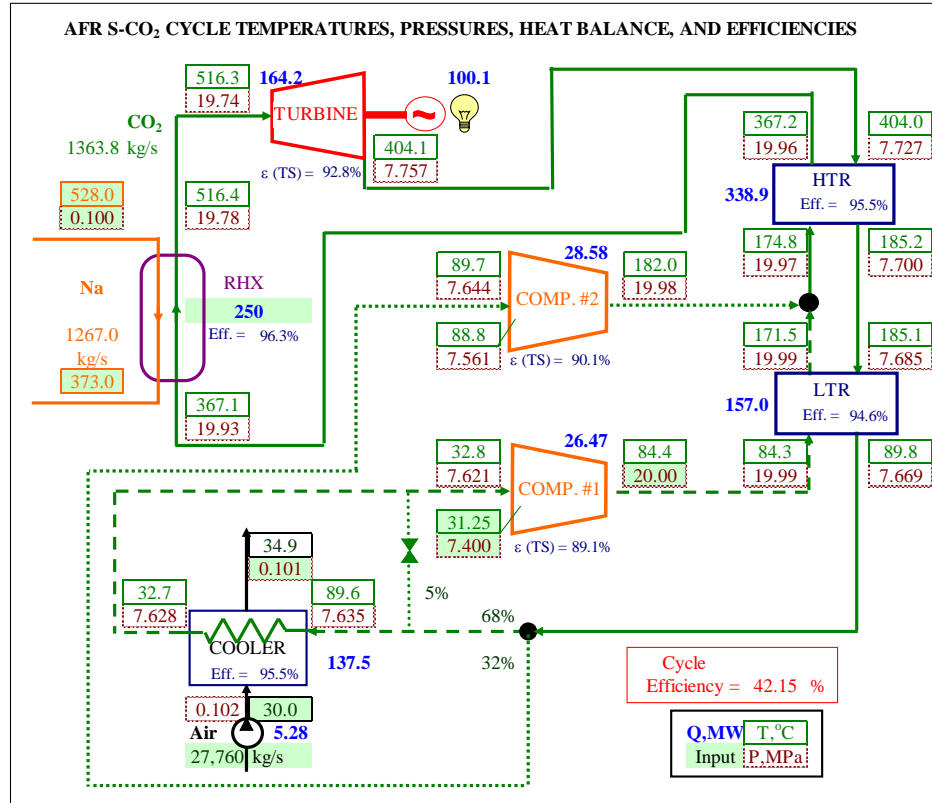 AFR S-CO₂ CYCLE TEMPERATURES, PRESSURES, HEAT BALANCE, AND EFFICIENCIES
516.3
19.74
164.2
TURBINE
ε (TS) = 92.8%
~
100.1
404.1
7.757
367.2
19.96
404.0
7.727
CO₂
1363.8 kg/s
528.0
0.100
516.4
19.78
HTR
Eff. = 95.5%
338.9
174.8
19.97
185.2
7.700
Na
1267.0
kg/s
373.0
RHX
250
Eff. = 96.3%
367.1
19.93
89.7
7.644
88.8
7.561
28.58
COMP. #2
ε (TS) = 90.1%
182.0
19.98
171.5
19.99
185.1
7.685
LTR
Eff. = 94.6%
157.0
84.3
19.99
89.8
7.669
32.8
7.621
31.25
7.400
26.47
COMP. #1
ε (TS) = 89.1%
84.4
20.00
34.9
0.101
5%
32.7
7.628
89.6
7.635
68%
32%
COOLER
Eff. = 95.5%
137.5
0.102
30.0
Air
5.28
27,760 kg/s
Cycle
Efficiency = 42.15 %
Q,MW T,°C
Input P,MPa